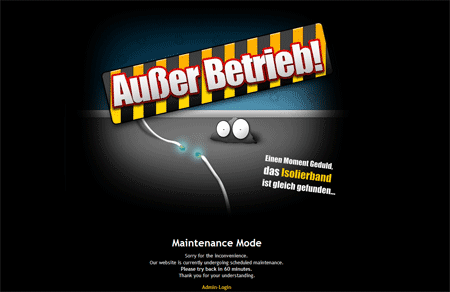 Außer Betrieb!
Einen Moment Geduld,
das Isolierband
ist gleich gefunden...
Maintenance Mode
Sorry for the inconvenience.
Our website is currently undergoing scheduled maintenance.
Please try back in 60 minutes.
Thank you for your understanding.
Admin-Login